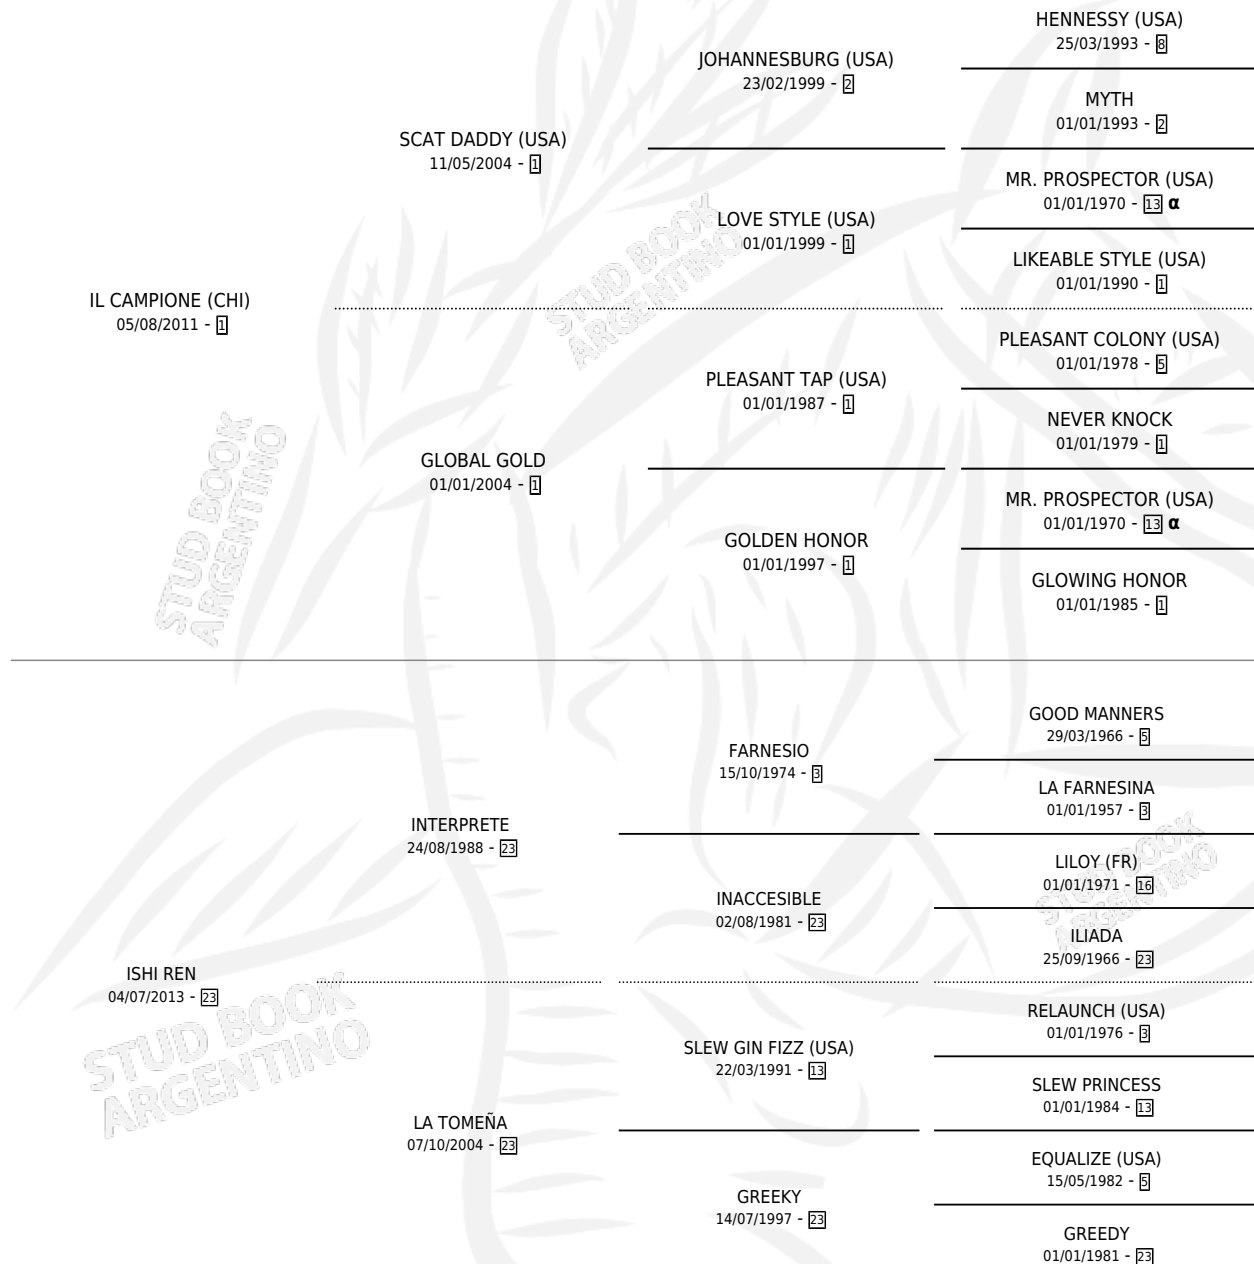 HENNESSY (USA)
25/03/1993 - 8
JOHANNESBURG (USA)
23/02/1999 - 2
MYTH
01/01/1993 - 2
SCAT DADDY (USA)
11/05/2004 - 1
MR. PROSPECTOR (USA)
01/01/1970 - 13 α
LOVE STYLE (USA)
01/01/1999 - 1
LIKEABLE STYLE (USA)
01/01/1990 - 1
IL CAMPIONE (CHI)
05/08/2011 - 1
PLEASANT COLONY (USA)
01/01/1978 - 5
PLEASANT TAP (USA)
01/01/1987 - 1
NEVER KNOCK
01/01/1979 - 1
GLOBAL GOLD
01/01/2004 - 1
MR. PROSPECTOR (USA)
01/01/1970 - 13 α
GOLDEN HONOR
01/01/1997 - 1
GLOWING HONOR
01/01/1985 - 1
GOOD MANNERS
29/03/1966 - 5
FARNESIO
15/10/1974 - 3
LA FARNESINA
01/01/1957 - 3
INTERPRETE
24/08/1988 - 23
LILOY (FR)
01/01/1971 - 16
INACCESIBLE
02/08/1981 - 23
ILIADA
25/09/1966 - 23
ISHI REN
04/07/2013 - 23
RELAUNCH (USA)
01/01/1976 - 3
SLEW GIN FIZZ (USA)
22/03/1991 - 13
SLEW PRINCESS
01/01/1984 - 13
LA TOMEÑA
07/10/2004 - 23
EQUALIZE (USA)
15/05/1982 - 5
GREEKY
14/07/1997 - 23
GREEDY
01/01/1981 - 23
STUD BOOK
ARGENTINO
STUD BOOK
ARGENTINO
STUD BOOK
ARGENTINO
STUD BOOK
ARGENTINO